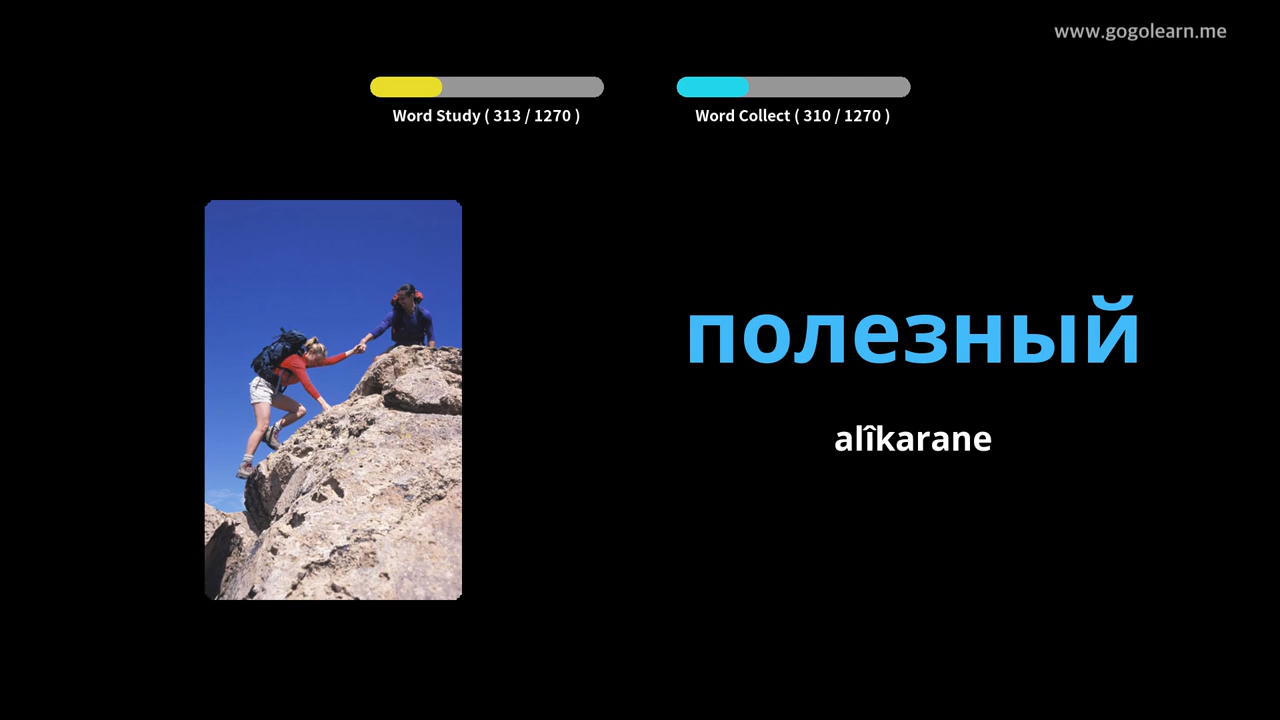 www.gogolearn.me
Word Study ( 313 / 1270 )
Word Collect ( 310 / 1270 )
полезный
alîkarane